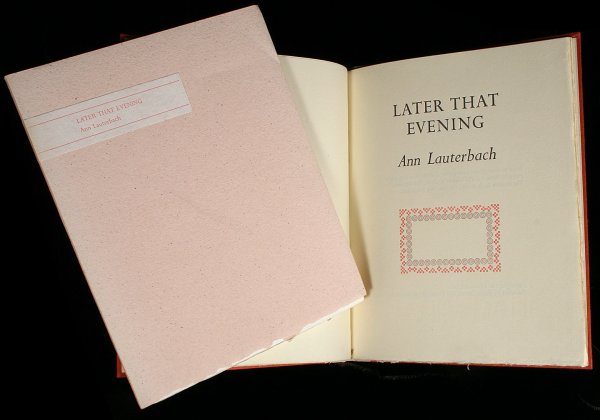 LATER THAT EVENING
Ann Lauterbach
LATER THAT
EVENING
Ann Lauterbach